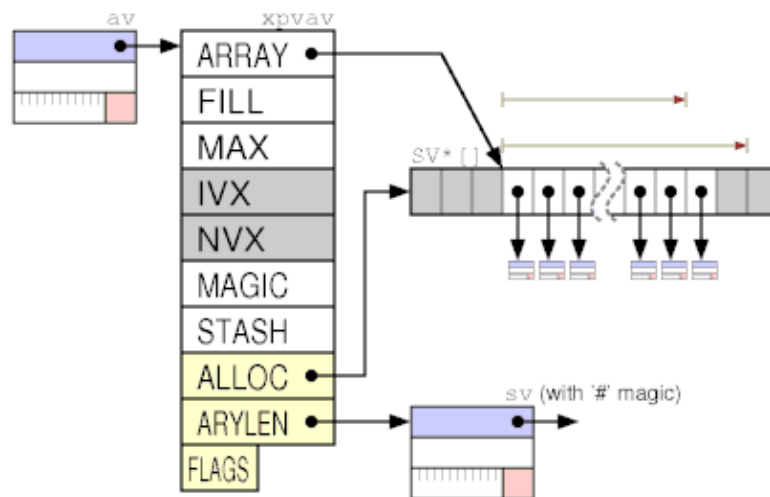 av
xpvav
ARRAY
FILL
MAX
IVX
NVX
MAGIC
STASH
ALLOC
ARYLEN
FLAGS
SV* []
sv (with '#' magic)